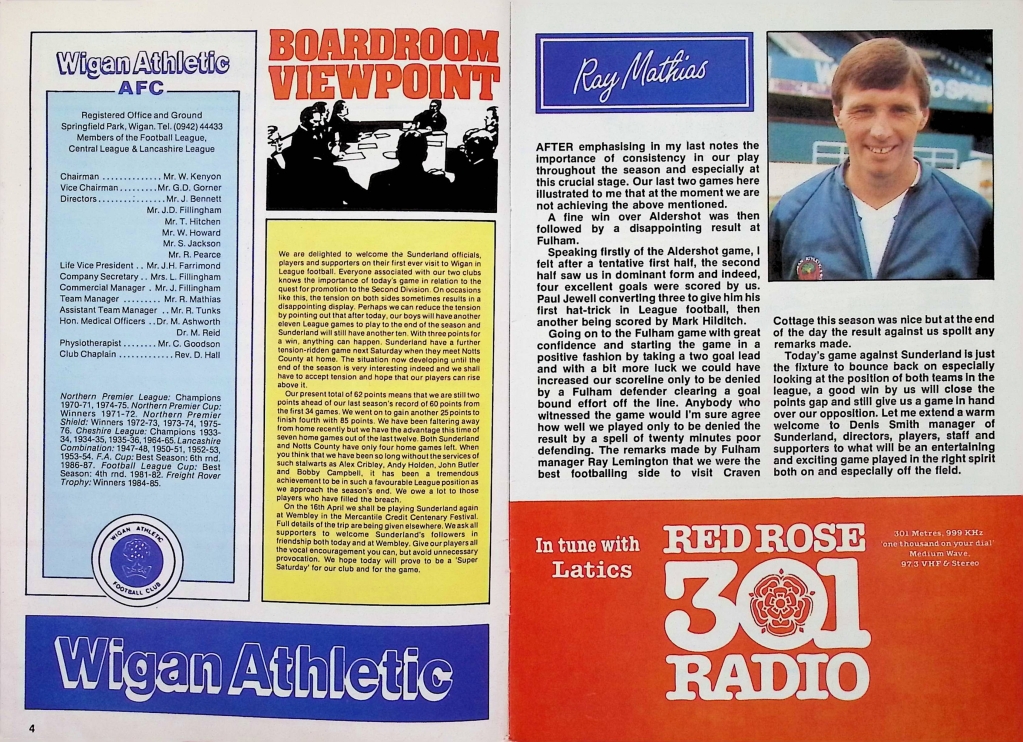 Wigan Athletic
AFC
Registered Office and Ground
Springfield Park, Wigan. Tel. (0942) 44433
Members of the Football League,
Central League & Lancashire League
Chairman .............. Mr. W. Kenyon
Vice Chairman ......... Mr. G.D. Gorner
Directors .............. Mr. J. Bennett
Mr. J.D. Fillingham
Mr. T. Hitchen
Mr. W. Howard
Mr. S. Jackson
Mr. R. Pearce
Life Vice President .. Mr. J.H. Farrimond
Company Secretary .. Mrs. L. Fillingham
Commercial Manager . Mr. J. Fillingham
Team Manager ......... Mr. R. Mathias
Assistant Team Manager .. Mr. R. Tunks
Hon. Medical Officers .. Dr. M. Ashworth
Dr. M. Reid
Physiotherapist ....... Mr. C. Goodson
Club Chaplain ............. Rev. D. Hall
Northern Premier League: Champions
1970-71, 1974-75. Northern Premier Cup:
Winners 1971-72. Northern Premier
Shield: Winners 1972-73, 1973-74, 1975-
76. Cheshire League: Champions 1933-
34, 1934-35, 1935-36, 1964-65. Lancashire
Combination: 1947-48, 1950-51, 1952-53,
1953-54. F.A. Cup: Best Season: 6th rnd.
1986-87. Football League Cup: Best
Season: 4th rnd. 1981-82. Freight Rover
Trophy: Winners 1984-85.
WIGAN ATHLETIC
FOOTBALL CLUB
BOARDROOM
VIEWPOINT
We are delighted to welcome the Sunderland officials,
players and supporters on their first ever visit to Wigan in
League football. Everyone associated with our two clubs
knows the importance of today's game in relation to the
quest for promotion to the Second Division. On occasions
like this, the tension on both sides sometimes results in a
disappointing display. Perhaps we can reduce the tension
by pointing out that after today, our boys will have another
eleven League games to play to the end of the season and
Sunderland will still have another ten. With three points for
a win, anything can happen. Sunderland have a further
tension-ridden game next Saturday when they meet Notts
County at home. The situation now developing until the
end of the season is very interesting indeed and we shall
have to accept tension and hope that our players can rise
above it.
Our present total of 62 points means that we are still two
points ahead of our last season's record of 60 points from
the first 34 games. We went on to gain another 25 points to
finish fourth with 85 points. We have been faltering away
from home recently but we have the advantage this time of
seven home games out of the last twelve. Both Sunderland
and Notts County have only four home games left. When
you think that we have been so long without the services of
such stalwarts as Alex Cribley, Andy Holden, John Butler
and Bobby Campbell, it has been a tremendous
achievement to be in such a favourable League position as
we approach the season's end. We owe a lot to those
players who have filled the breach.
On the 16th April we shall be playing Sunderland again
at Wembley in the Mercantile Credit Centenary Festival.
Full details of the trip are being given elsewhere. We ask all
supporters to welcome Sunderland's followers in
friendship both today and at Wembley. Give our players all
the vocal encouragement you can, but avoid unnecessary
provocation. We hope today will prove to be a 'Super
Saturday' for our club and for the game.
Wigan Athletic
4
Ray Mathias
AFTER emphasising in my last notes the
importance of consistency in our play
throughout the season and especially at
this crucial stage. Our last two games here
illustrated to me that at the moment we are
not achieving the above mentioned.
A fine win over Aldershot was then
followed by a disappointing result at
Fulham.
Speaking firstly of the Aldershot game, I
felt after a tentative first half, the second
half saw us in dominant form and indeed,
four excellent goals were scored by us.
Paul Jewell converting three to give him his
first hat-trick in League football, then
another being scored by Mark Hilditch.
Going on to the Fulham game with great
confidence and starting the game in a
positive fashion by taking a two goal lead
and with a bit more luck we could have
increased our scoreline only to be denied
by a Fulham defender clearing a goal
bound effort off the line. Anybody who
witnessed the game would I'm sure agree
how well we played only to be denied the
result by a spell of twenty minutes poor
defending. The remarks made by Fulham
manager Ray Lemington that we were the
best footballing side to visit Craven
Cottage this season was nice but at the end
of the day the result against us spoilt any
remarks made.
Today's game against Sunderland is just
the fixture to bounce back on especially
looking at the position of both teams in the
league, a good win by us will close the
points gap and still give us a game in hand
over our opposition. Let me extend a warm
welcome to Denis Smith manager of
Sunderland, directors, players, staff and
supporters to what will be an entertaining
and exciting game played in the right spirit
both on and especially off the field.
In tune with
Latics
RED ROSE
301
RADIO
301 Metres, 999 KHz
'one thousand on your dial'
Medium Wave.
97.3 VHF & Stereo